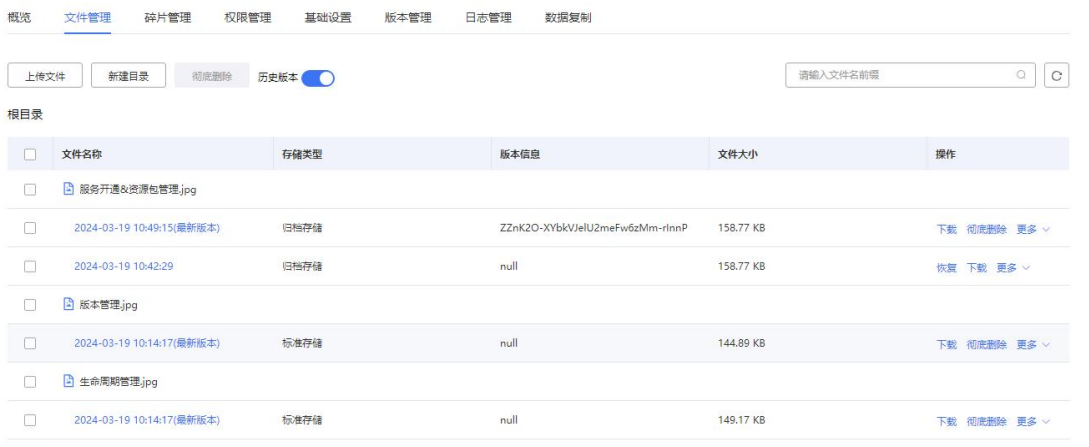 概览 文件管理 碎片管理 权限管理 基础设置 版本管理 日志管理 数据复制
上传文件 新建目录 彻底删除 历史版本 请输入文件名前缀
根目录
文件名称 存储类型 版本信息 文件大小 操作
服务开通&资源包管理.jpg
2024-03-19 10:49:15(最新版本) 归档存储 ZZnK2O-XYbkVJelU2meFw6zMm-rInnP 158.77 KB 下载 彻底删除 更多
2024-03-19 10:42:29 归档存储 null 158.77 KB 恢复 下载 更多
版本管理.jpg
2024-03-19 10:14:17(最新版本) 标准存储 null 144.89 KB 下载 彻底删除 更多
生命周期管理.jpg
2024-03-19 10:14:17(最新版本) 标准存储 null 149.17 KB 下载 彻底删除 更多